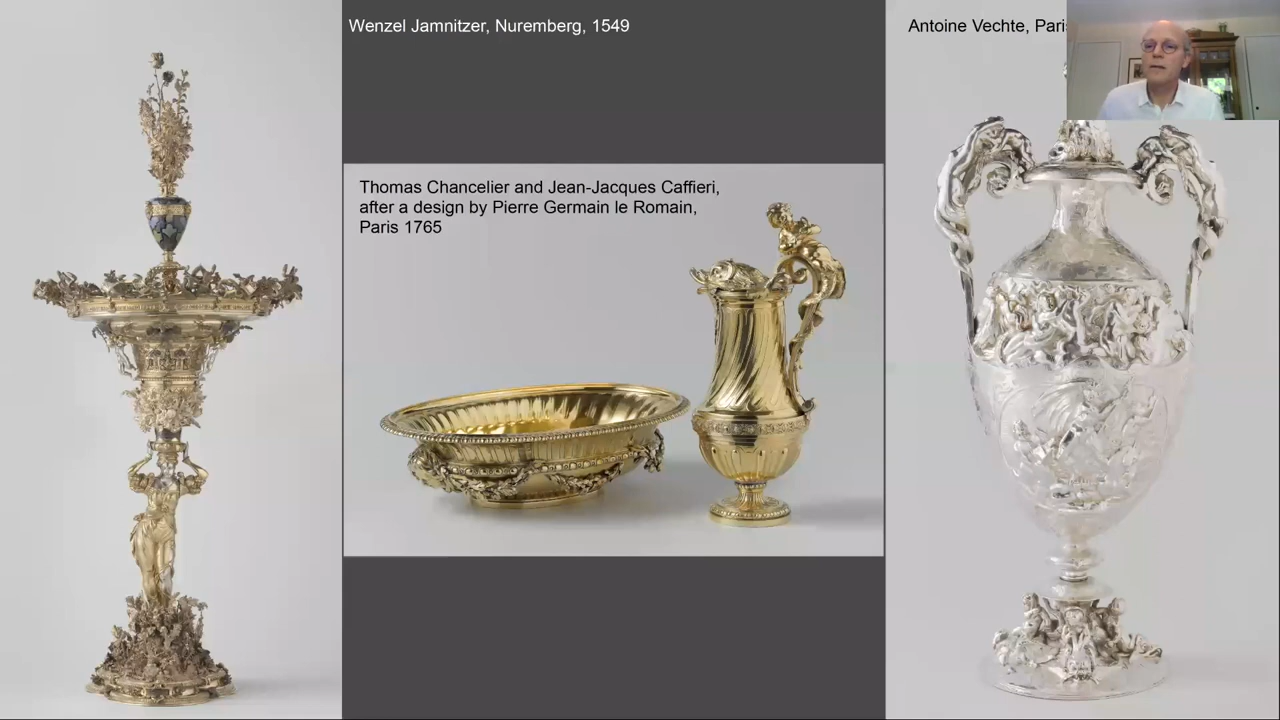 Wenzel Jamnitzer, Nuremberg, 1549
Antoine Vechte,
Thomas Chancelier and Jean-Jacques Caffieri,
after a design by Pierre Germain le Romain,
Paris 1765